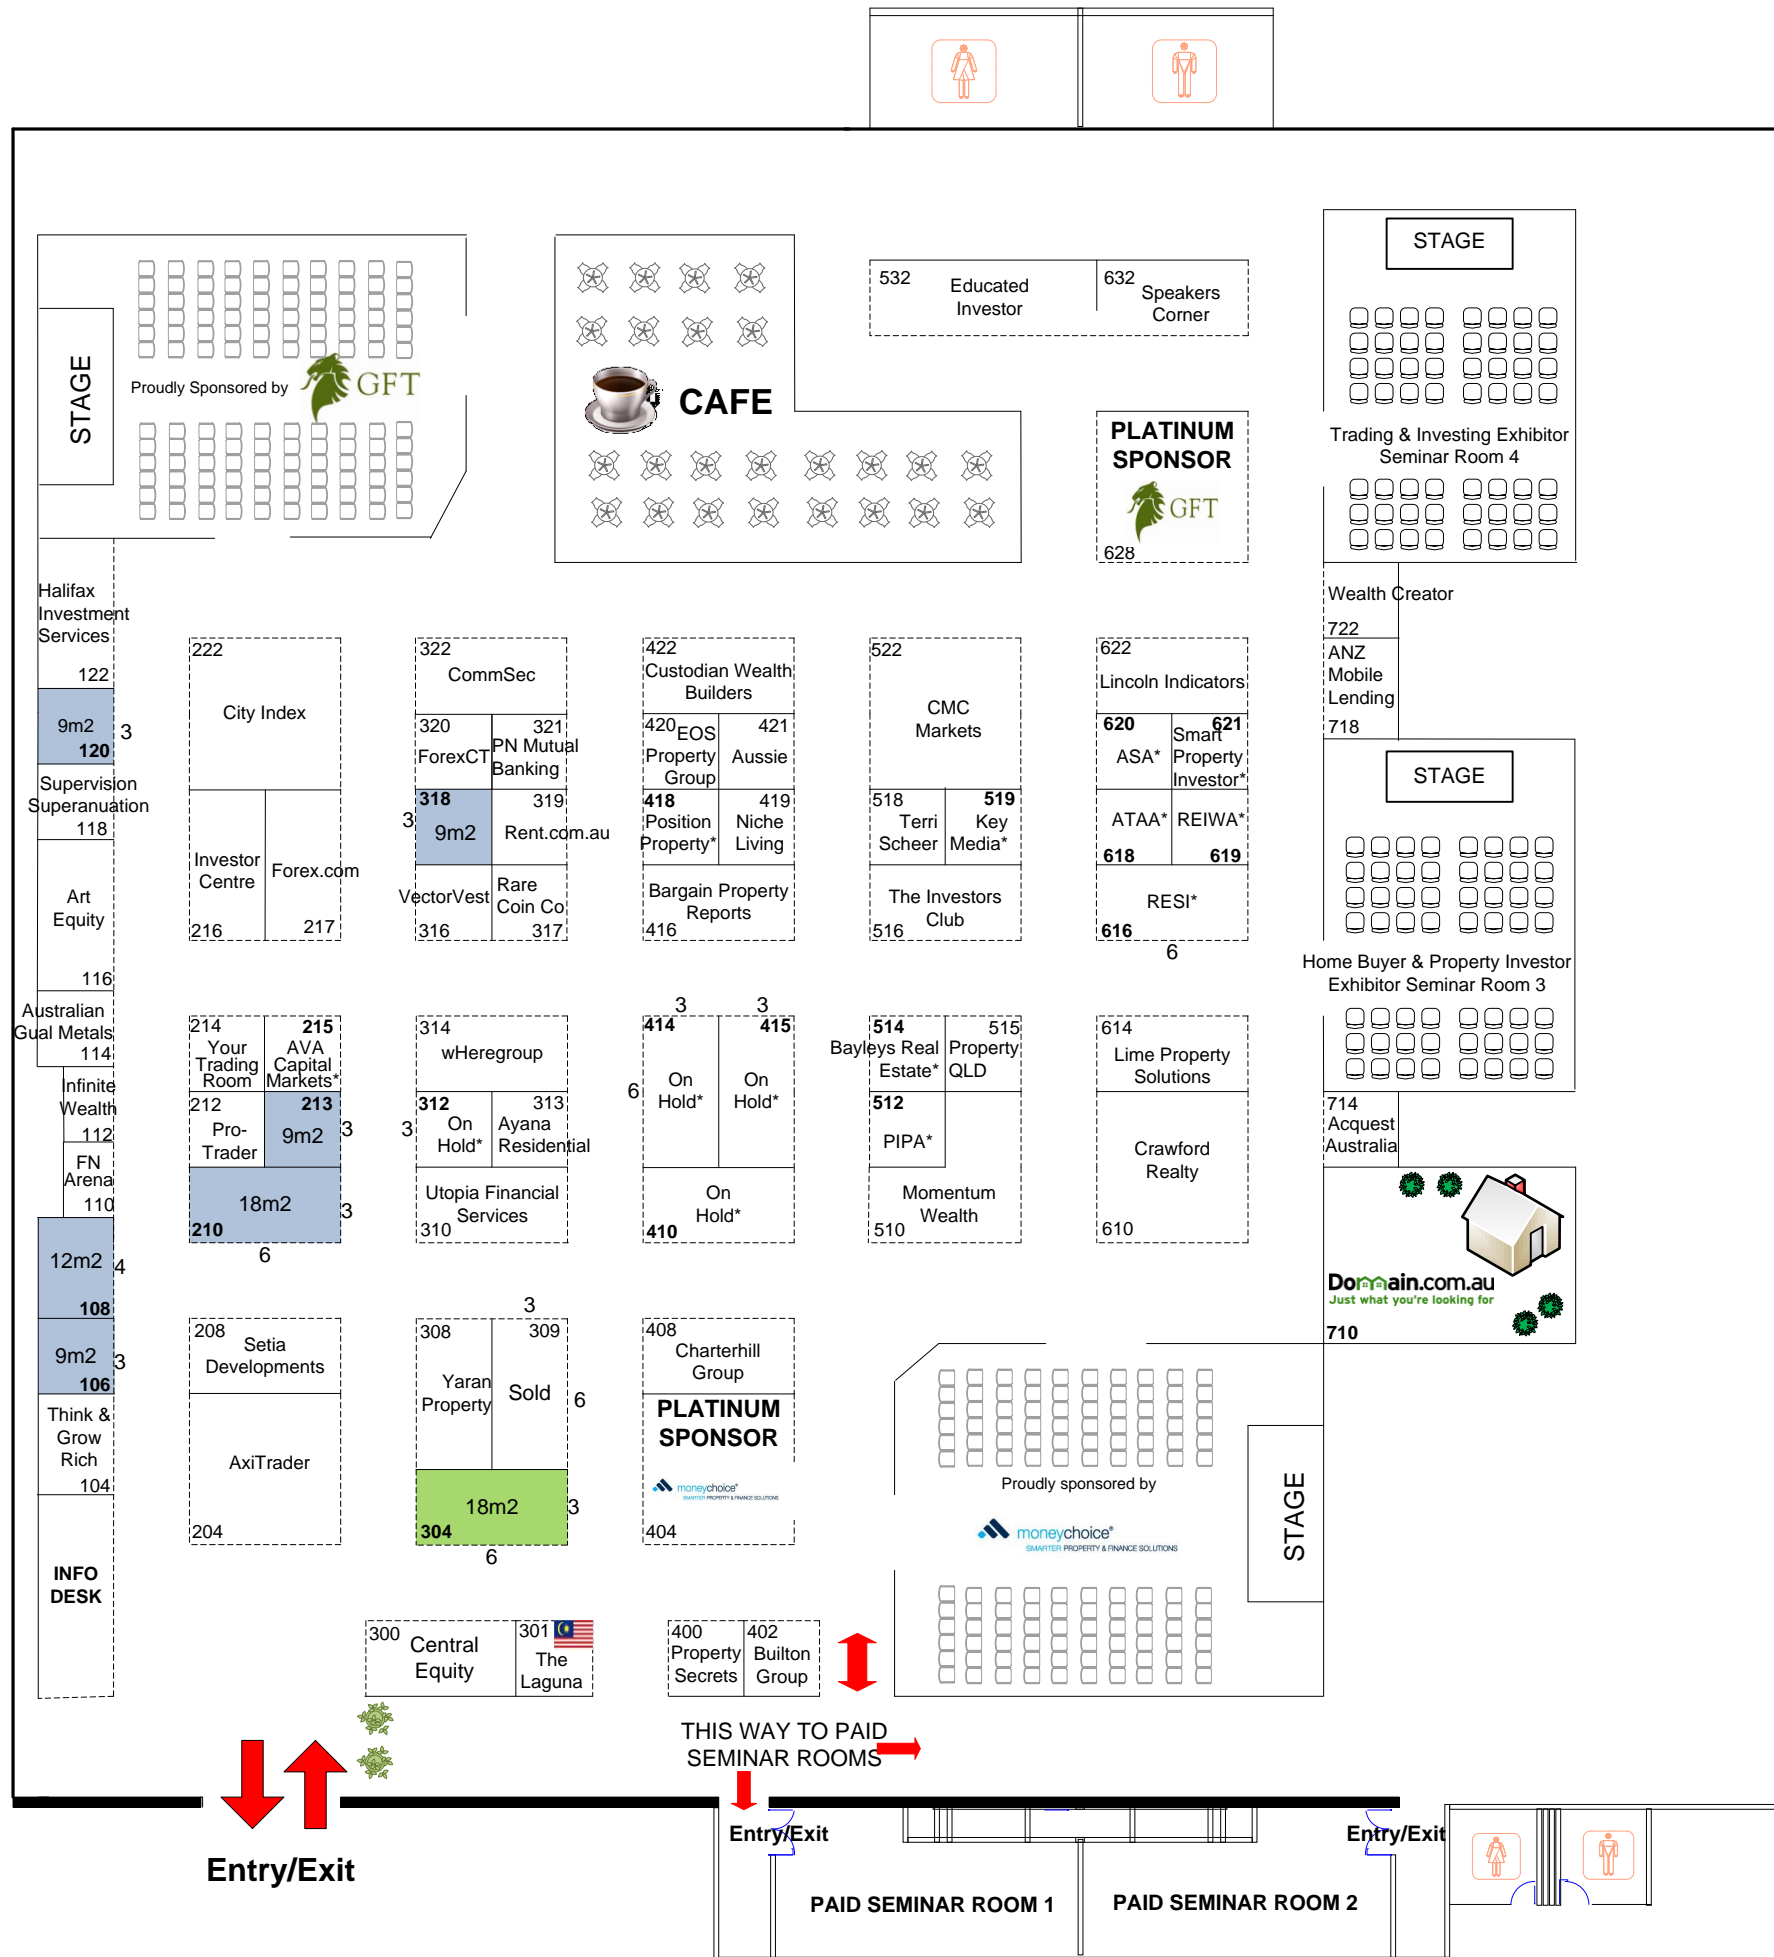 STAGE
Proudly Sponsored by
GFT
CAFE
532
Educated
Investor
632
Speakers
Corner
PLATINUM
SPONSOR
GFT
628
STAGE
Trading & Investing Exhibitor
Seminar Room 4
Wealth Creator
722
ANZ
Mobile
Lending
718
STAGE
Home Buyer & Property Investor
Exhibitor Seminar Room 3
714
Acquest
Australia
Domain.com.au
Just what you're looking for
710
Halifax
Investment
Services
122
9m2
3
120
Supervision
Superanuation
118
Art
Equity
116
Australian
Gual Metals
114
Infinite
Wealth
112
FN
Arena
110
12m2
4
108
9m2
3
106
Think &
Grow
Rich
104
INFO
DESK
222
City Index
Investor
Centre
216
Forex.com
217
322
CommSec
320
ForexCT
321
PN Mutual
Banking
318
3
9m2
319
Rent.com.au
VectorVest
316
Rare
Coin Co
317
422
Custodian Wealth
Builders
420
EOS
Property
Group
421
Aussie
418
Position
Property*
419
Niche
Living
Bargain Property
Reports
416
522
CMC
Markets
518
Terri
Scheer
519
Key
Media*
The Investors
Club
516
622
Lincoln Indicators
620
ASA*
621
Smart
Property
Investor*
ATAA*
618
REIWA*
619
RESI*
616
6
214
Your
Trading
Room
215
AVA
Capital
Markets*
212
Pro-
Trader
213
9m2
3
18m2
3
210
6
314
wHeregroup
312
3
On
Hold*
313
Ayana
Residential
Utopia Financial
Services
310
3
3
414
415
6
On
Hold*
On
Hold*
On
Hold*
410
514
Bayleys Real
Estate*
515
Property
QLD
512
PIPA*
Momentum
Wealth
510
614
Lime Property
Solutions
Crawford
Realty
610
208
Setia
Developments
AxiTrader
204
3
308
Yaran
Property
309
Sold
6
18m2
3
304
6
408
Charterhill
Group
PLATINUM
SPONSOR
moneychoice®
SMARTER PROPERTY & FINANCE SOLUTIONS
404
Proudly sponsored by
moneychoice®
SMARTER PROPERTY & FINANCE SOLUTIONS
STAGE
300
Central
Equity
301
The
Laguna
400
Property
Secrets
402
Builton
Group
THIS WAY TO PAID
SEMINAR ROOMS
Entry/Exit
Entry/Exit
Entry/Exit
PAID SEMINAR ROOM 1
PAID SEMINAR ROOM 2